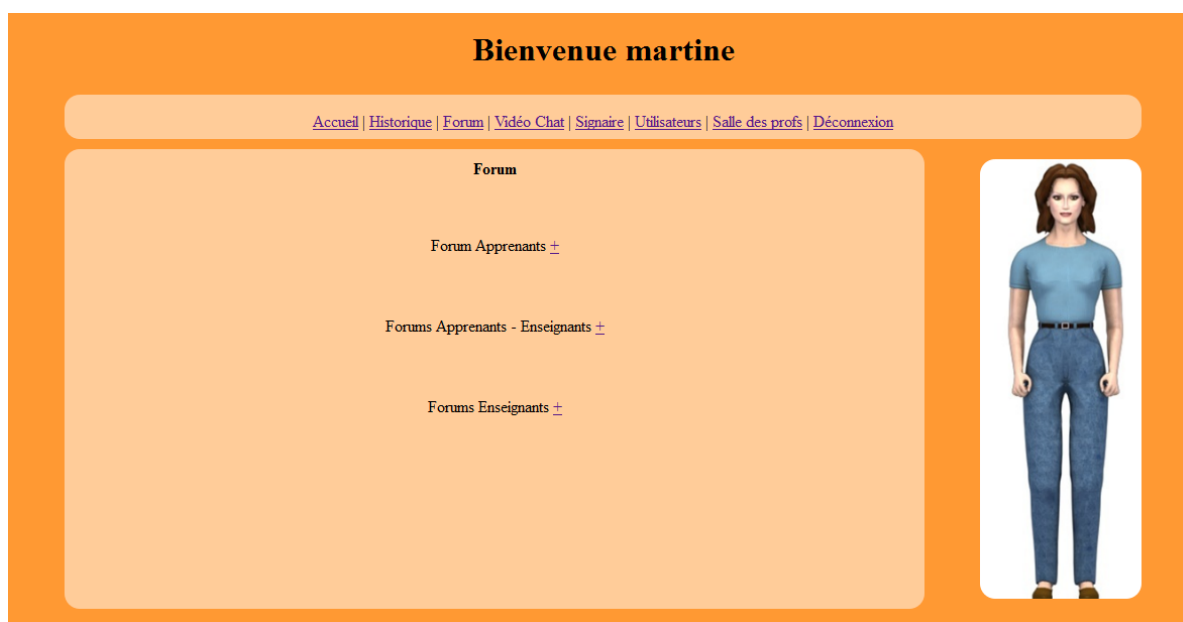 Bienvenue martine
Accueil | Historique | Forum | Vidéo Chat | Signaire | Utilisateurs | Salle des profs | Déconnexion
Forum
Forum Apprenants +
Forums Apprenants - Enseignants +
Forums Enseignants +